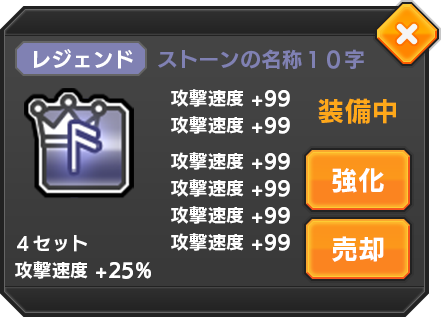 レジェンド ストーンの名称１０字
攻撃速度 +99
攻撃速度 +99
装備中
攻撃速度 +99
攻撃速度 +99
攻撃速度 +99
攻撃速度 +99
強化
売却
４セット
攻撃速度 +25%